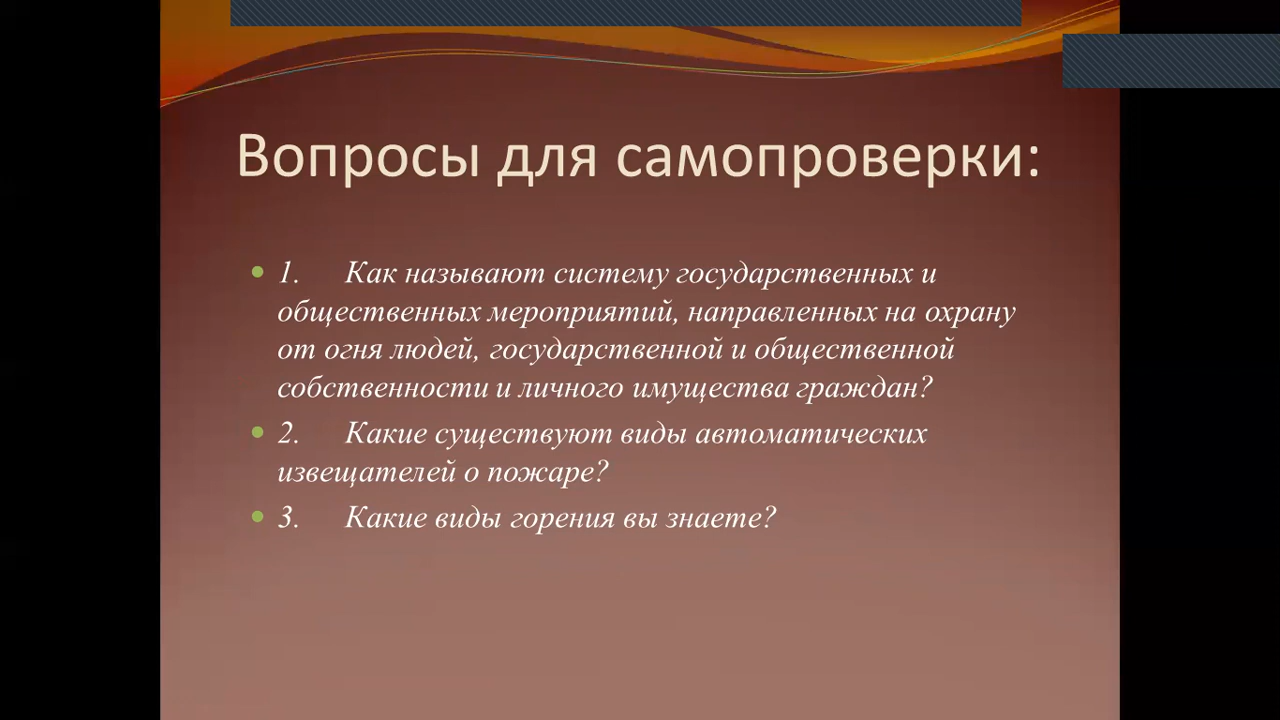 Вопросы для самопроверки:
1. Как называют систему государственных и
общественных мероприятий, направленных на охрану
от огня людей, государственной и общественной
собственности и личного имущества граждан?
2. Какие существуют виды автоматических
извещателей о пожаре?
3. Какие виды горения вы знаете?